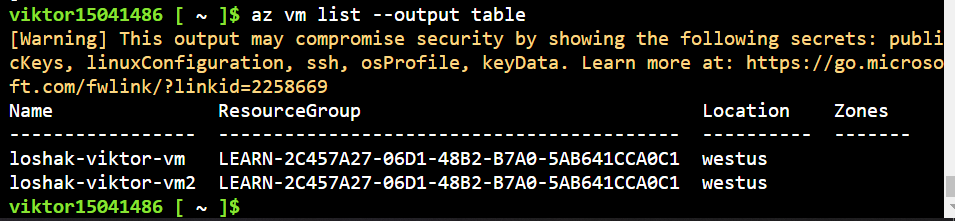 viktor15041486 [ ~ ]$ az vm list --output table
[Warning] This output may compromise security by showing the following secrets: publi
cKeys, linuxConfiguration, ssh, osProfile, keyData. Learn more at: https://go.microso
ft.com/fwlink/?linkid=2258669
Name               ResourceGroup                              Location    Zones
-----------------  -----------------------------------------  ----------  -------
loshak-viktor-vm   LEARN-2C457A27-06D1-48B2-B7A0-5AB641CCA0C1  westus
loshak-viktor-vm2  LEARN-2C457A27-06D1-48B2-B7A0-5AB641CCA0C1  westus
viktor15041486 [ ~ ]$